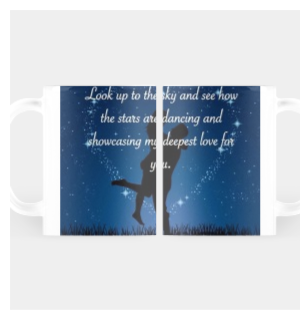 Look up to the sky and see how
the stars are dancing and
showcasing my deepest love for
you.